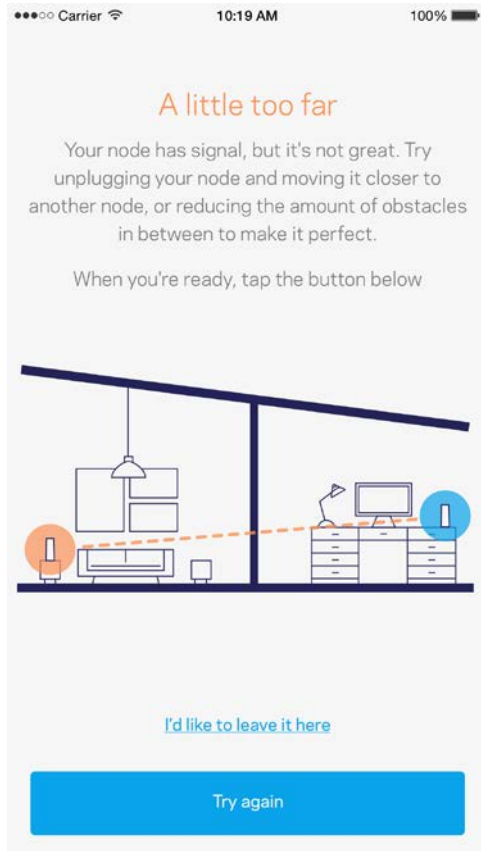 Carrier 10:19 AM 100%
A little too far
Your node has signal, but it's not great. Try
unplugging your node and moving it closer to
another node, or reducing the amount of obstacles
in between to make it perfect.
When you're ready, tap the button below
I'd like to leave it here
Try again